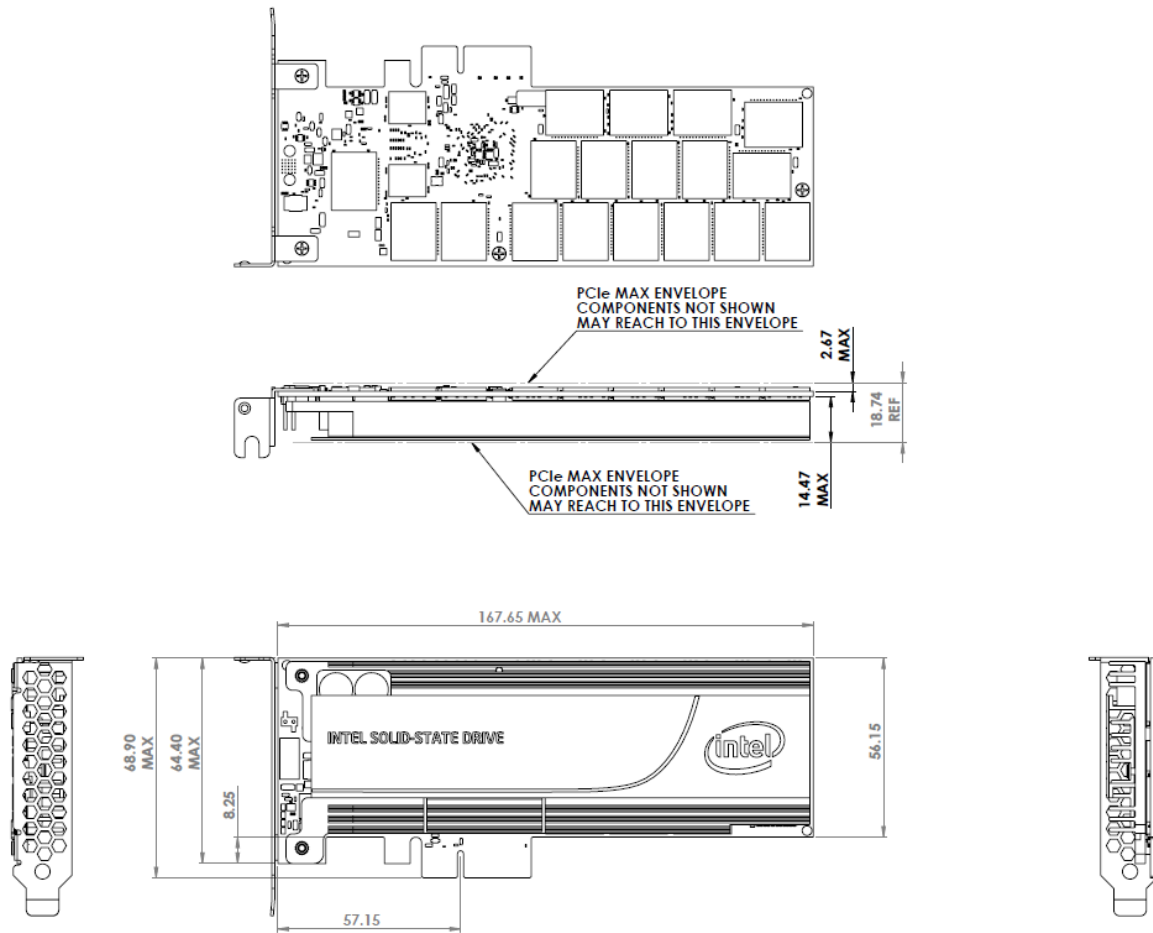 PCIe MAX ENVELOPE
COMPONENTS NOT SHOWN
MAY REACH TO THIS ENVELOPE
2.67
MAX
18.74
REF
PCIe MAX ENVELOPE
COMPONENTS NOT SHOWN
MAY REACH TO THIS ENVELOPE
14.47
MAX
167.65 MAX
68.90
MAX
64.40
MAX
8.25
INTEL SOLID-STATE DRIVE
intel
56.15
57.15